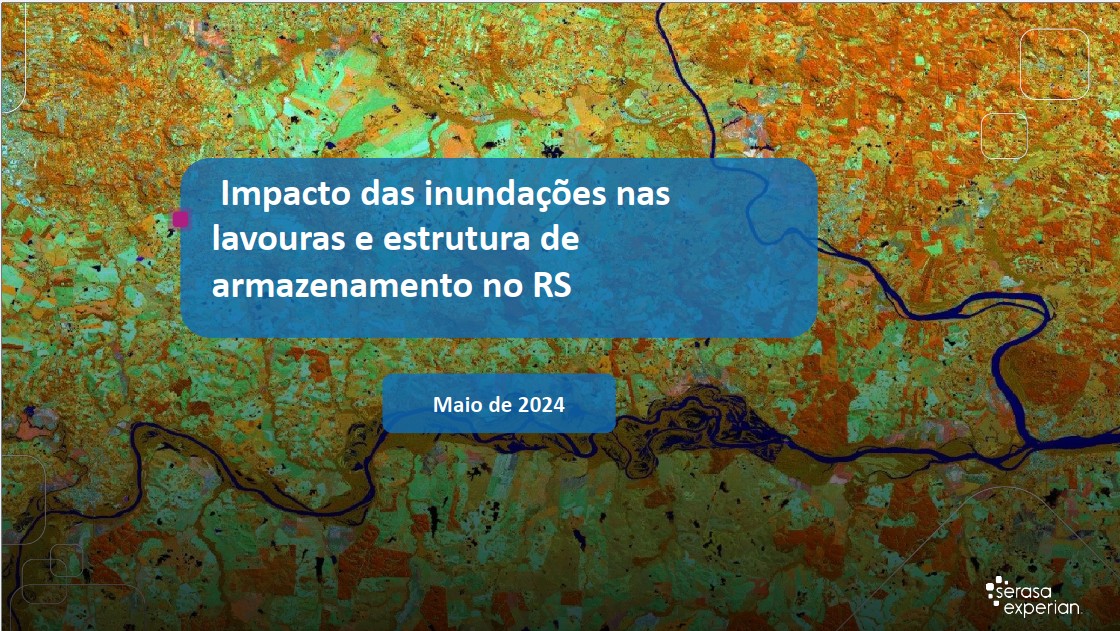 Impacto das inundações nas
lavouras e estrutura de
armazenamento no RS
Maio de 2024
serasa
experian